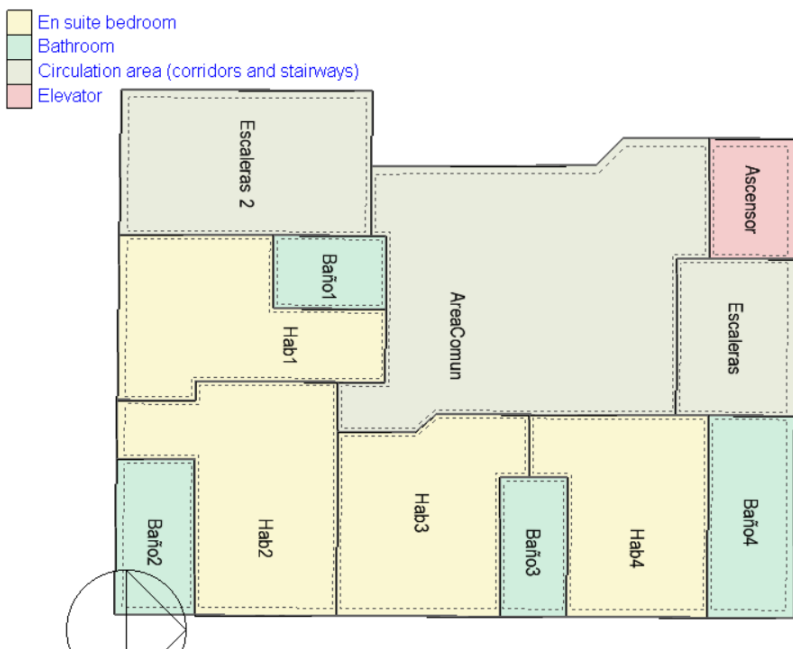 En suite bedroom
Bathroom
Circulation area (corridors and stairways)
Elevator
Escaleras 2
Ascensor
Baño1
AreaComun
Escaleras
Hab1
Baño2
Hab2
Hab3
Baño3
Hab4
Baño4